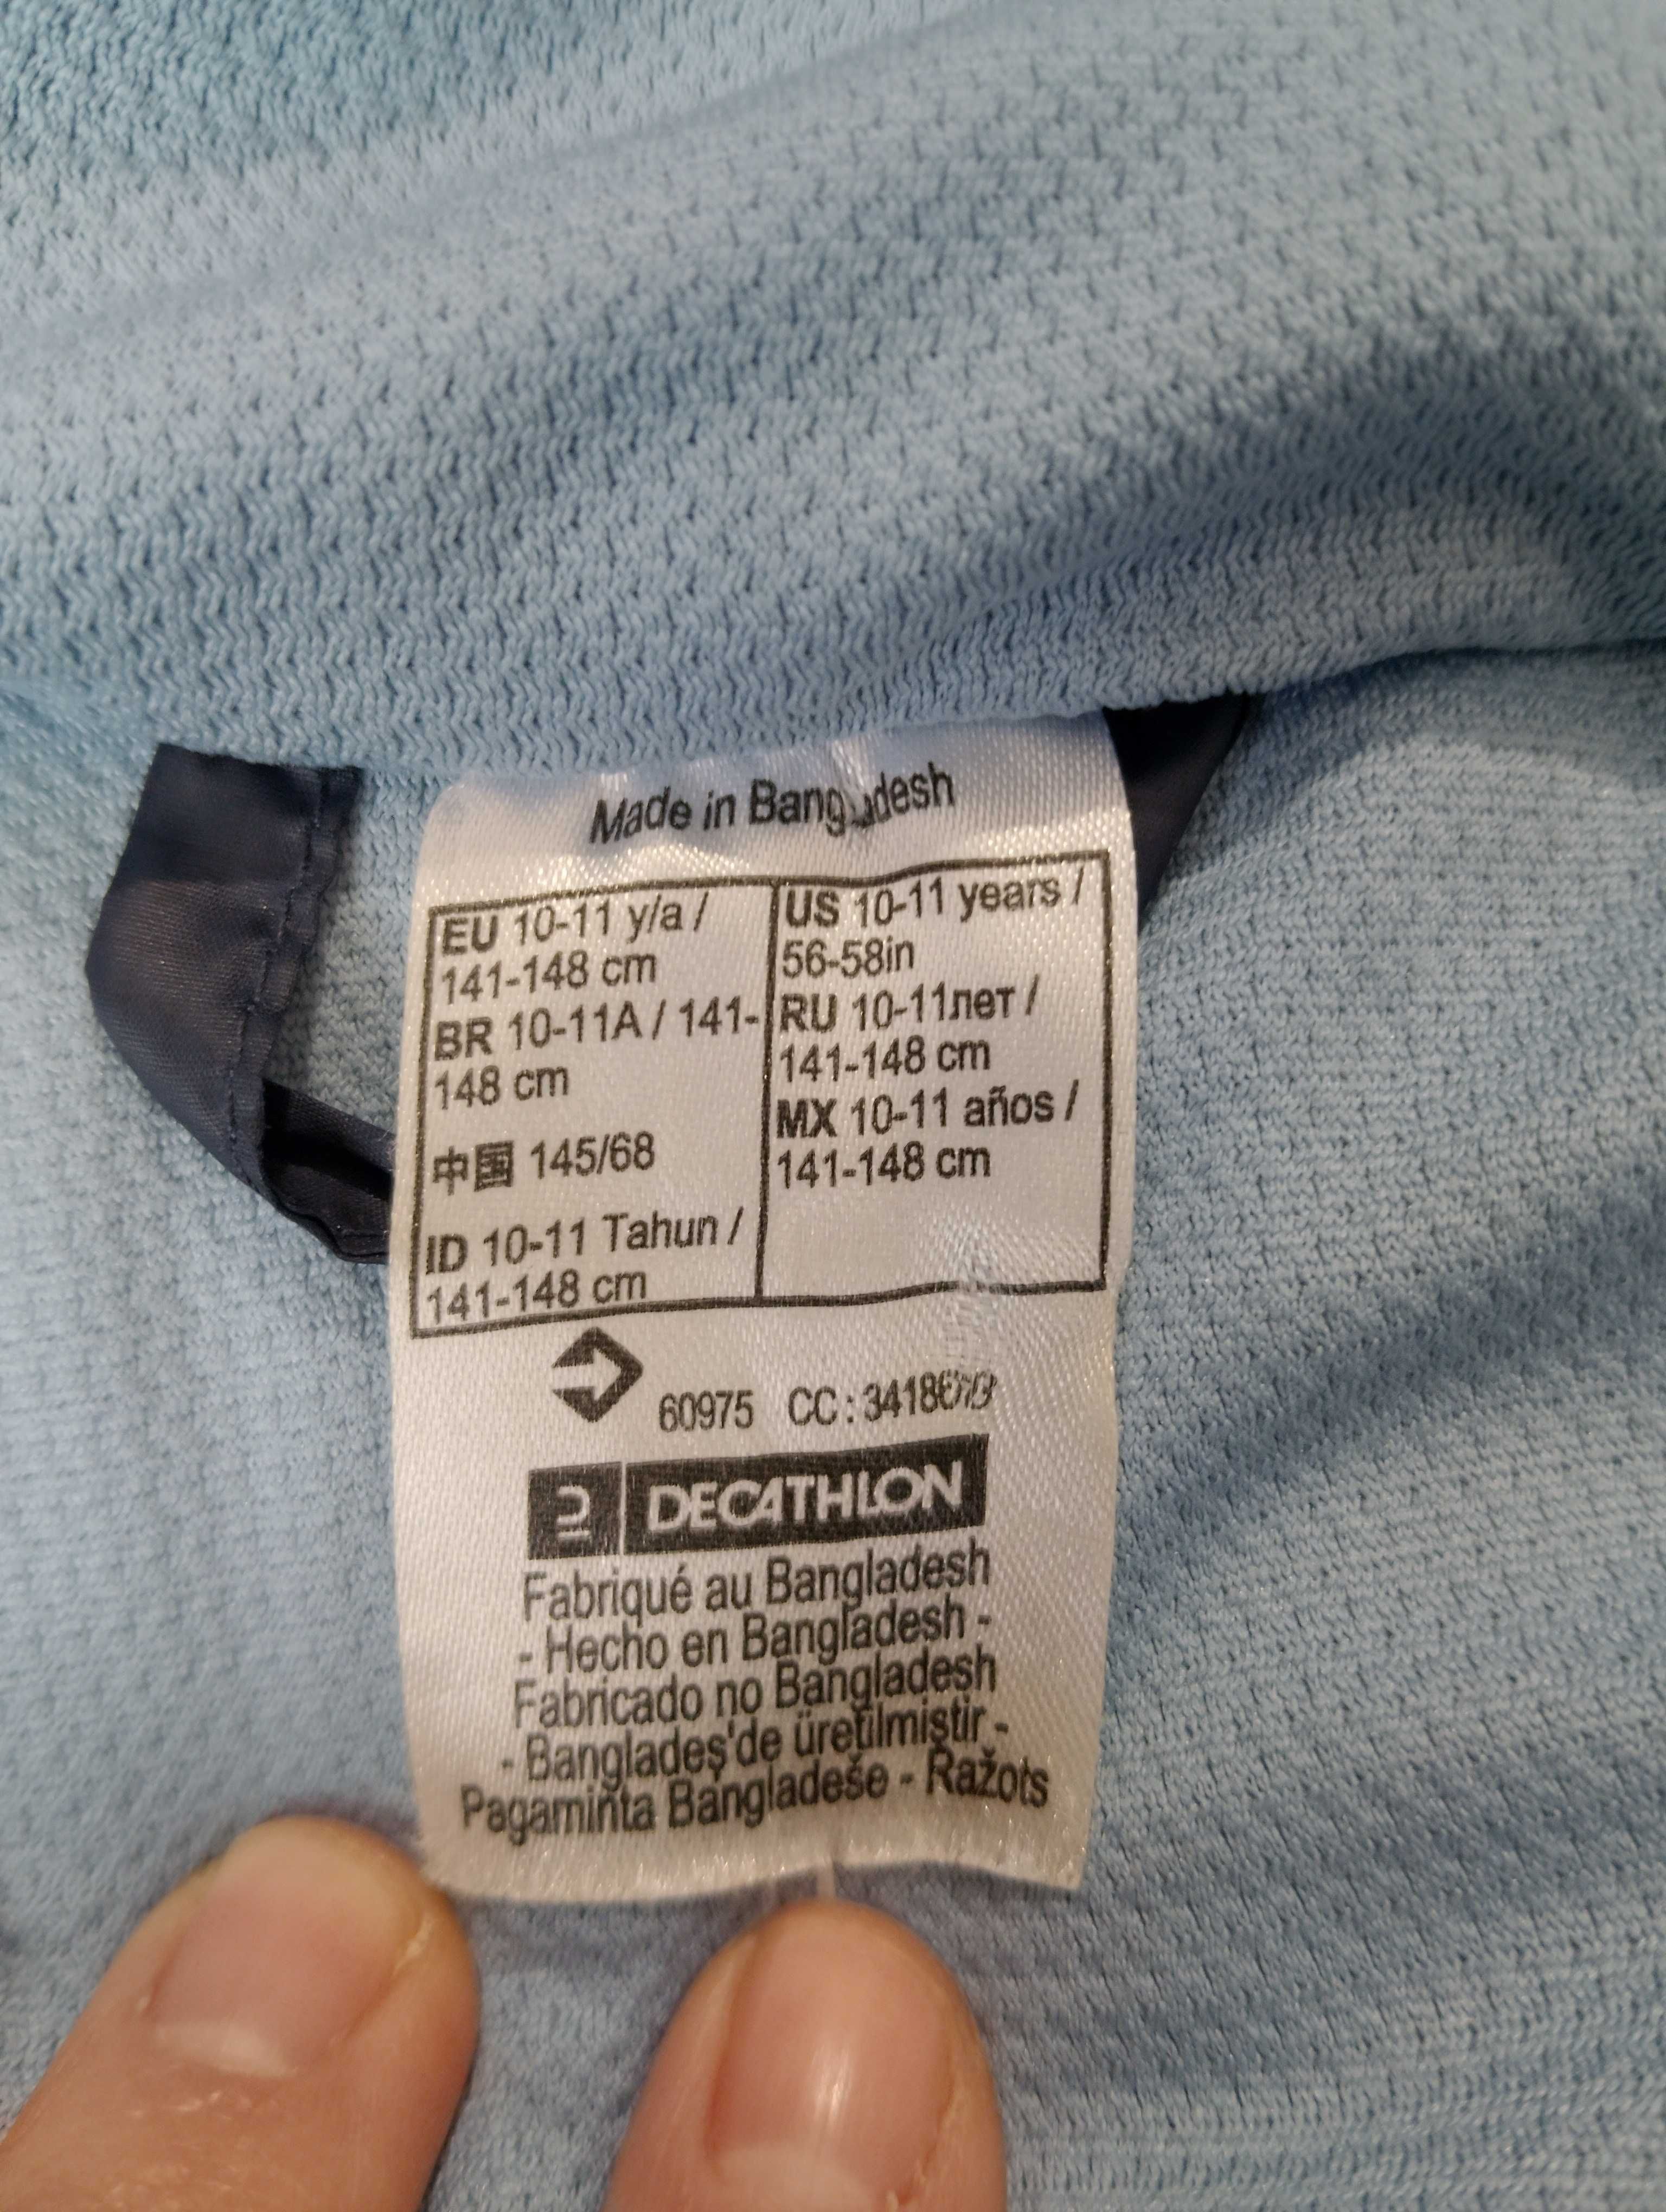 Made in Bangladesh
EU 10-11 y/a /
141-148 cm
BR 10-11A / 141-
148 cm
中国 145/68
ID 10-11 Tahun /
141-148 cm
US 10-11 years /
56-58in
RU 10-11лет /
141-148 cm
MX 10-11 años /
141-148 cm
60975 CC :
DECATHLON
Fabriqué au Bangladesh
- Hecho en Bangladesh -
Fabricado no Bangladesh
- Bangladeş'de üretilmiştir -
Pagaminta Bangladeše - Ražots